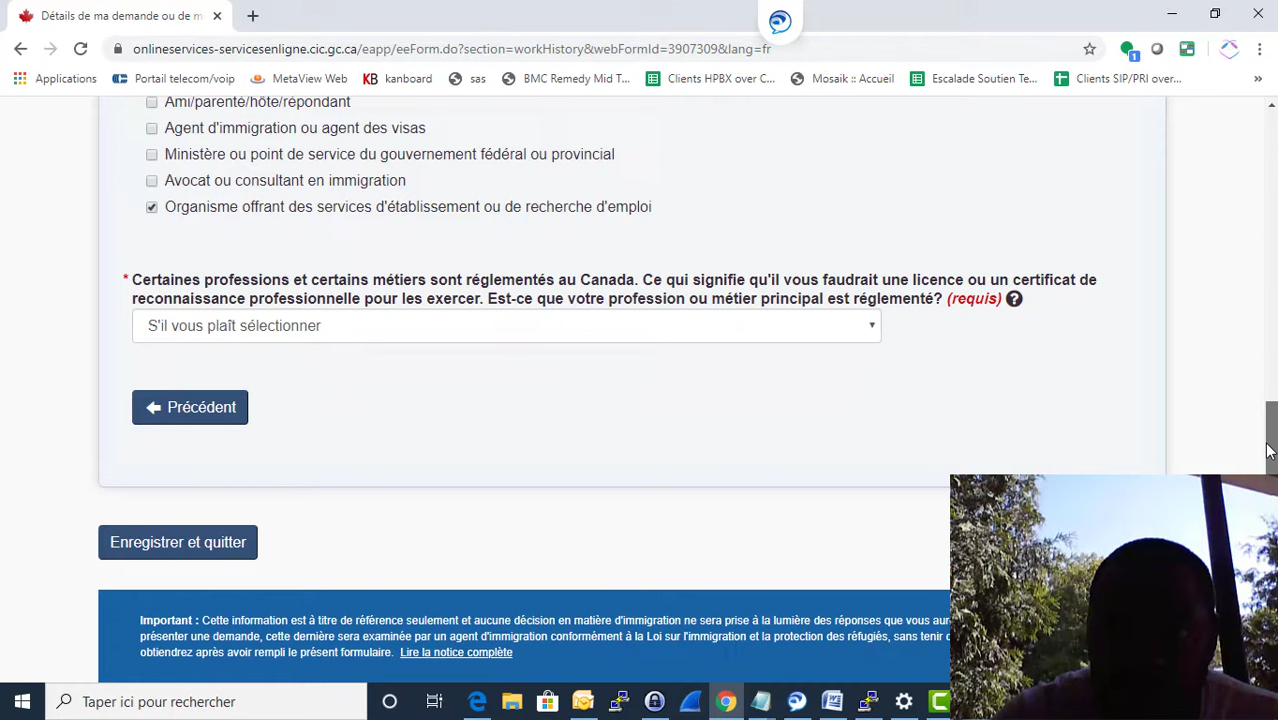 Détails de ma demande ou de m
onlineservices-servicesenligne.cic.gc.ca/eapp/eeForm.do?section=workHistory&webFormId=3907309&lang=fr
1
Applications Portail telecom/voip MetaView Web KB kanboard sas BMC Remedy Mid T... Clients HPBX over C... Mosaik :: Accueil Escalade Soutien Te... Clients SIP/PRI over... »
Ami/parenté/hôte/répondant
Agent d'immigration ou agent des visas
Ministère ou point de service du gouvernement fédéral ou provincial
Avocat ou consultant en immigration
Organisme offrant des services d'établissement ou de recherche d'emploi
* Certaines professions et certains métiers sont réglementés au Canada. Ce qui signifie qu'il vous faudrait une licence ou un certificat de
reconnaissance professionnelle pour les exercer. Est-ce que votre profession ou métier principal est réglementé? (requis) ?
S'il vous plaît sélectionner
Précédent
Enregistrer et quitter
Important : Cette information est à titre de référence seulement et aucune décision en matière d'immigration ne sera prise à la lumière des réponses que vous aur
présenter une demande, cette dernière sera examinée par un agent d'immigration conformément à la Loi sur l'immigration et la protection des réfugiés, sans tenir c
obtiendrez après avoir rempli le présent formulaire. Lire la notice complète
Taper ici pour rechercher